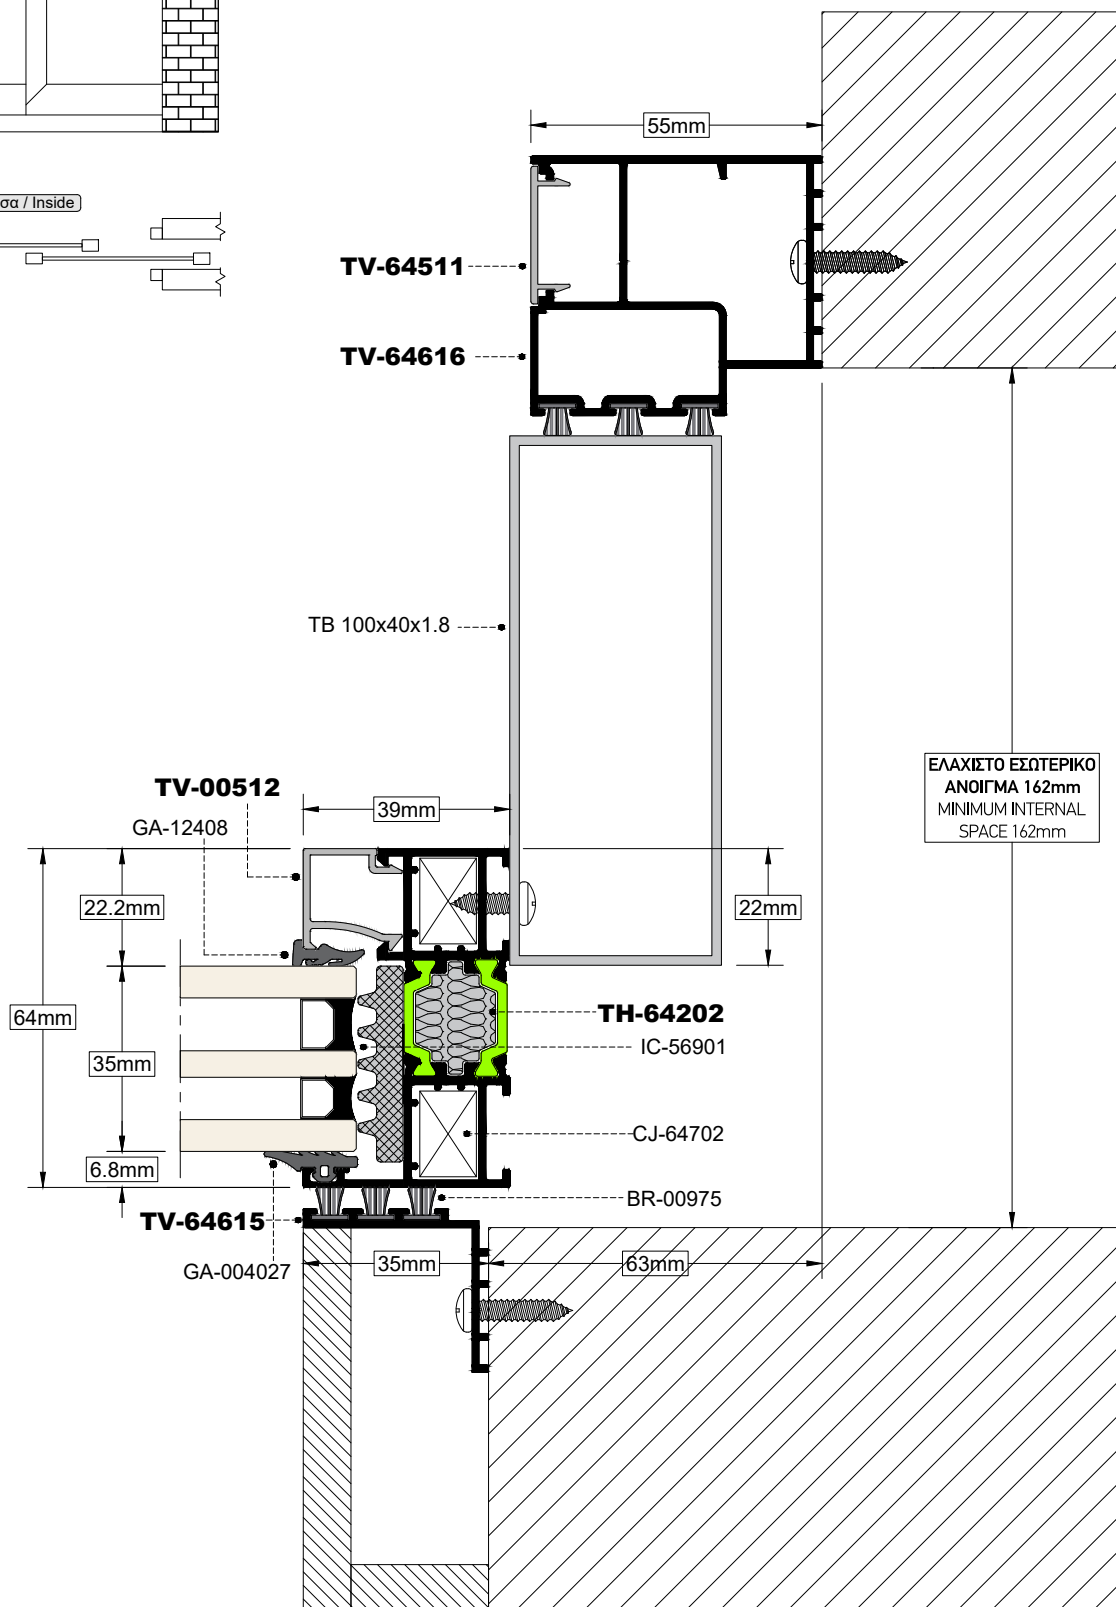 55mm
σα / Inside
TV-64511
TV-64616
TB 100x40x1.8
ΕΛΑΧΙΣΤΟ ΕΣΩΤΕΡΙΚΟ
ΑΝΟΙΓΜΑ 162mm
MINIMUM INTERNAL
SPACE 162mm
TV-00512
39mm
GA-12408
22.2mm
22mm
64mm
TH-64202
IC-56901
35mm
CJ-64702
6.8mm
BR-00975
TV-64615
GA-004027
35mm
63mm